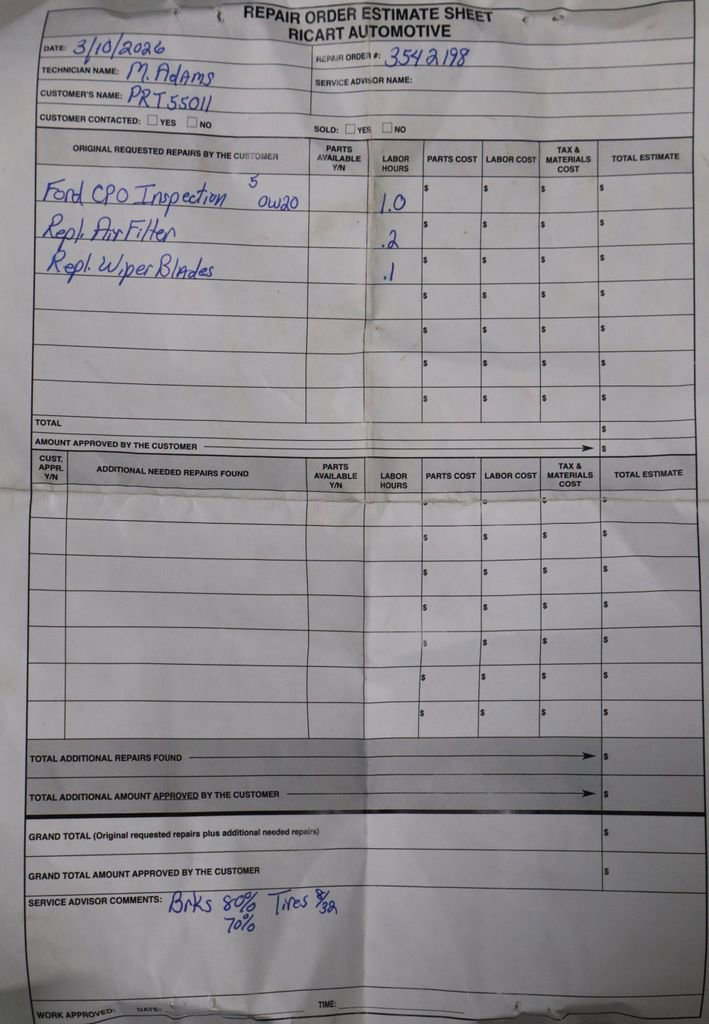 REPAIR ORDER ESTIMATE SHEET
RICART AUTOMOTIVE
DATE: 3/10/2026 REPAIR ORDER #: 3542198
TECHNICIAN NAME: M. Adams SERVICE ADVISOR NAME:
CUSTOMER'S NAME: PRT55011
CUSTOMER CONTACTED: YES NO SOLD: YES NO
ORIGINAL REQUESTED REPAIRS BY THE CUSTOMER PARTS AVAILABLE Y/N LABOR HOURS PARTS COST LABOR COST TAX & MATERIALS COST TOTAL ESTIMATE
Ford CPO Inspection 5 0w20 1.0 $ $ $ $
Repl. Air Filter .2 $ $ $ $
Repl. Wiper Blades .1 $ $ $ $
$ $ $ $
$ $ $ $
$ $ $ $
$ $ $ $
TOTAL $
AMOUNT APPROVED BY THE CUSTOMER $
CUST. APPR. Y/N ADDITIONAL NEEDED REPAIRS FOUND PARTS AVAILABLE Y/N LABOR HOURS PARTS COST LABOR COST TAX & MATERIALS COST TOTAL ESTIMATE
$ $ $ $
$ $ $ $
$ $ $ $
$ $ $ $
$ $ $ $
$ $ $ $
$ $ $ $
TOTAL ADDITIONAL REPAIRS FOUND $
TOTAL ADDITIONAL AMOUNT APPROVED BY THE CUSTOMER $
GRAND TOTAL (Original requested repairs plus additional needed repairs) $
GRAND TOTAL AMOUNT APPROVED BY THE CUSTOMER $
SERVICE ADVISOR COMMENTS: Brks 80% Tires 8/32
70%
WORK APPROVED: DATE: TIME: